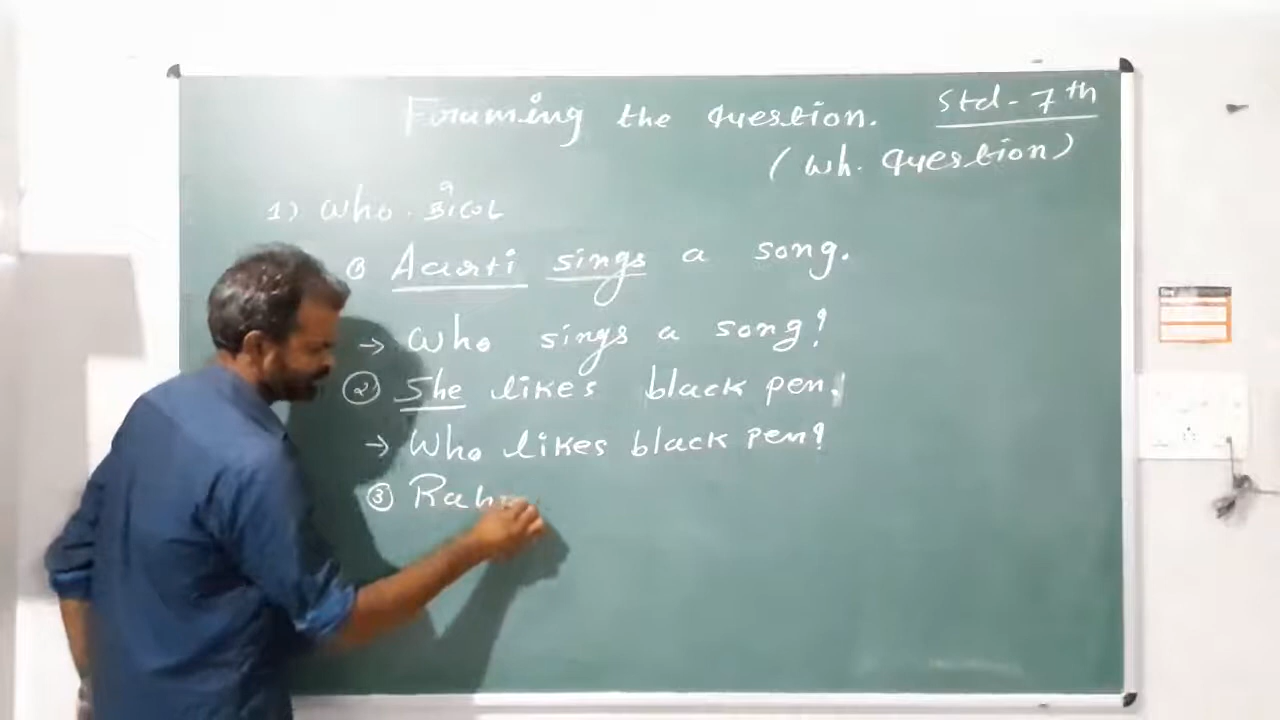 Forming the question. Std - 7th
(wh. question)
1) Who - કોણ
① Aarti sings a song.
→ Who sings a song?
② She likes black pen.
→ Who likes black pen?
③ Rah